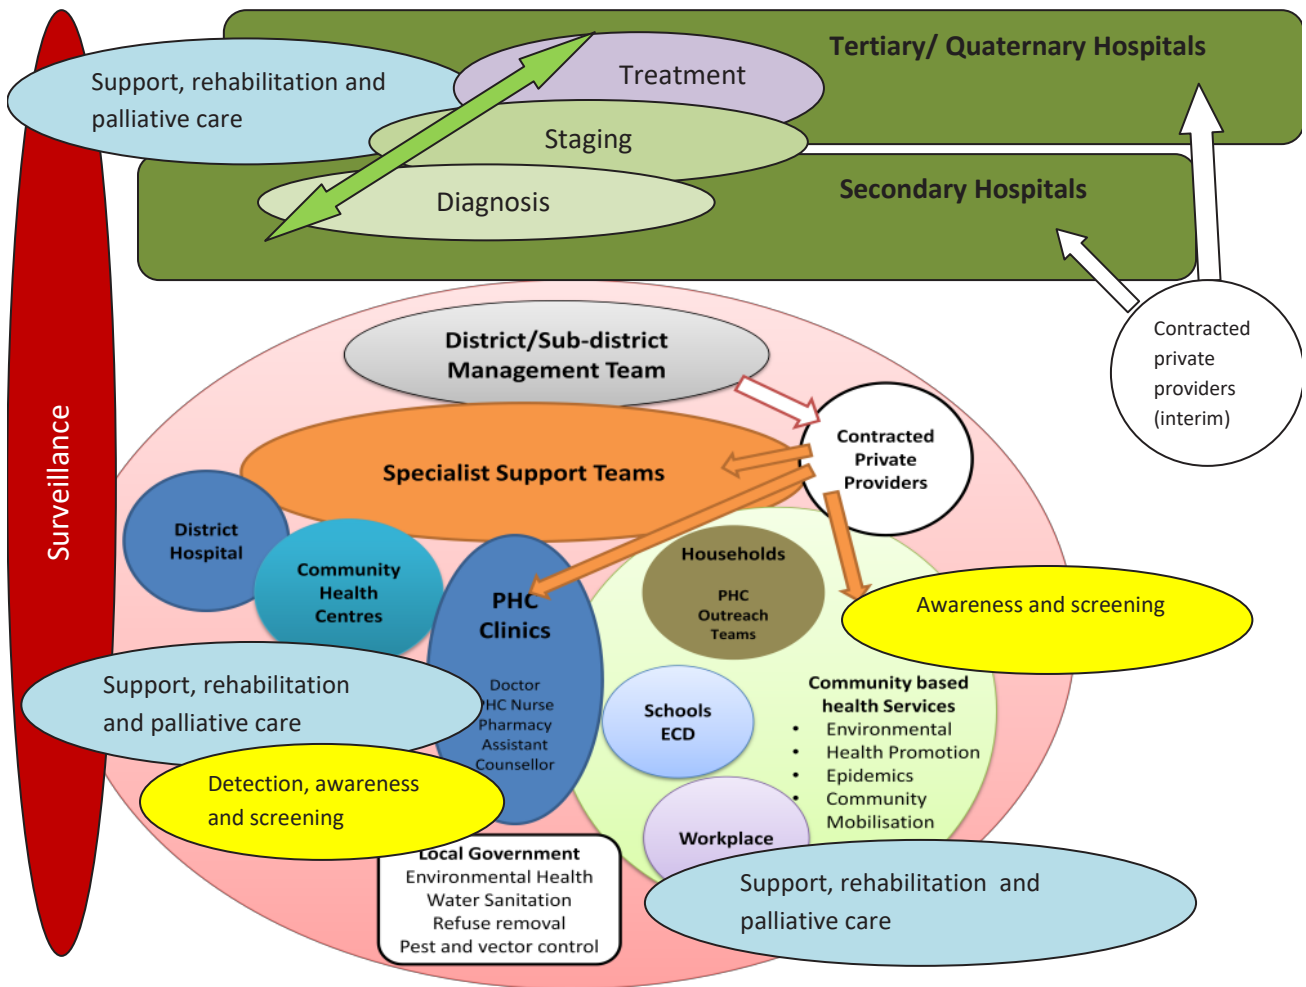 Tertiary/ Quaternary Hospitals
Support, rehabilitation and
palliative care
Treatment
Staging
Diagnosis
Secondary Hospitals
Contracted
private
providers
(interim)
Surveillance
District/Sub-district
Management Team
Specialist Support Teams
Contracted
Private
Providers
District
Hospital
Community
Health
Centres
PHC
Clinics
Doctor
PHC Nurse
Pharmacy
Assistant
Counsellor
Households
PHC
Outreach
Teams
Awareness and screening
Schools
ECD
Community based
health Services
• Environmental
• Health Promotion
• Epidemics
• Community
Mobilisation
Workplace
Support, rehabilitation
and palliative care
Detection, awareness
and screening
Local Government
Environmental Health
Water Sanitation
Refuse removal
Pest and vector control
Support, rehabilitation and
palliative care